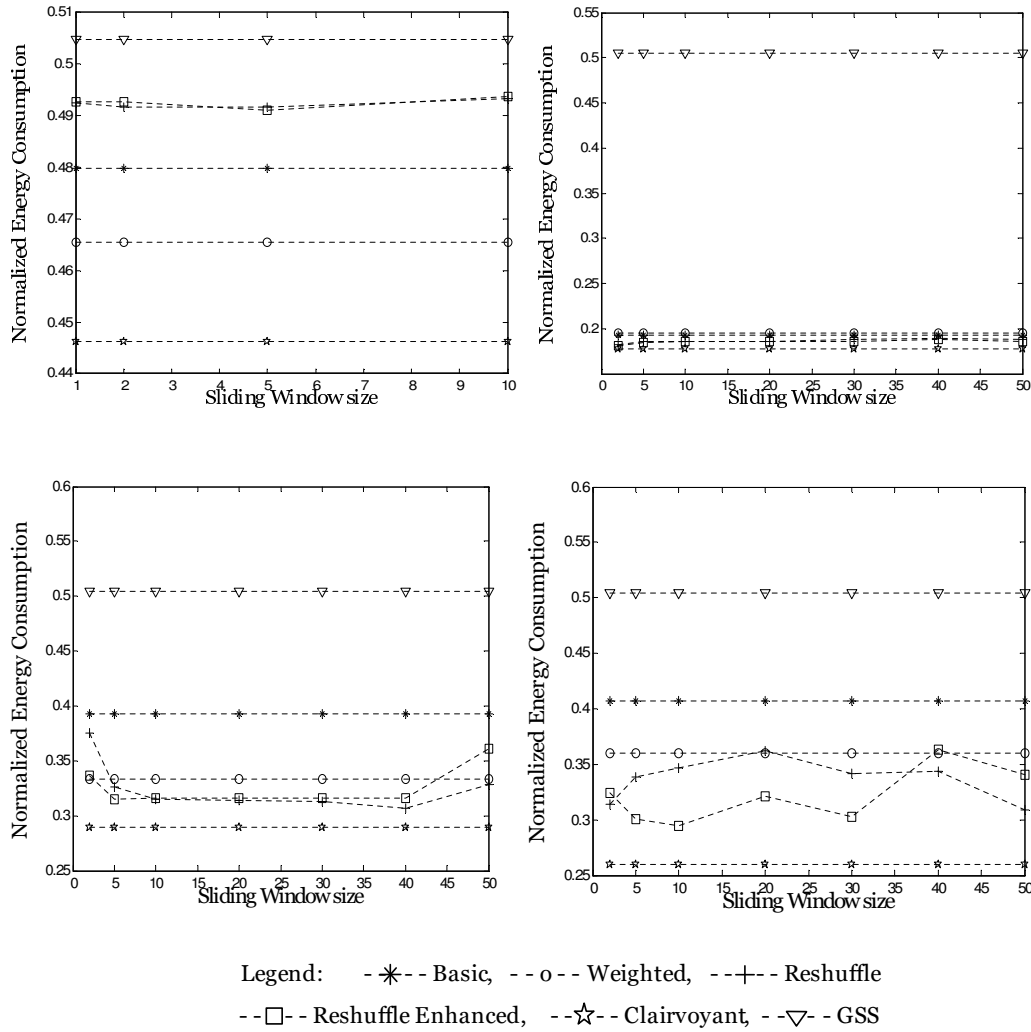 0.51
0.5
0.49
0.48
0.47
0.46
0.45
0.44
Normalized Energy Consumption
1 2 3 4 5 6 7 8 9 10
Sliding Window size
0.55
0.5
0.45
0.4
0.35
0.3
0.25
0.2
Normalized Energy Consumption
0 5 10 15 20 25 30 35 40 45 50
Sliding Window size
0.6
0.55
0.5
0.45
0.4
0.35
0.3
0.25
Normalized Energy Consumption
0 5 10 15 20 25 30 35 40 45 50
Sliding Window size
0.6
0.55
0.5
0.45
0.4
0.35
0.3
0.25
Normalized Energy Consumption
0 5 10 15 20 25 30 35 40 45 50
Sliding Window size
Legend: Basic, Weighted, Reshuffle
Reshuffle Enhanced, Clairvoyant, GSS